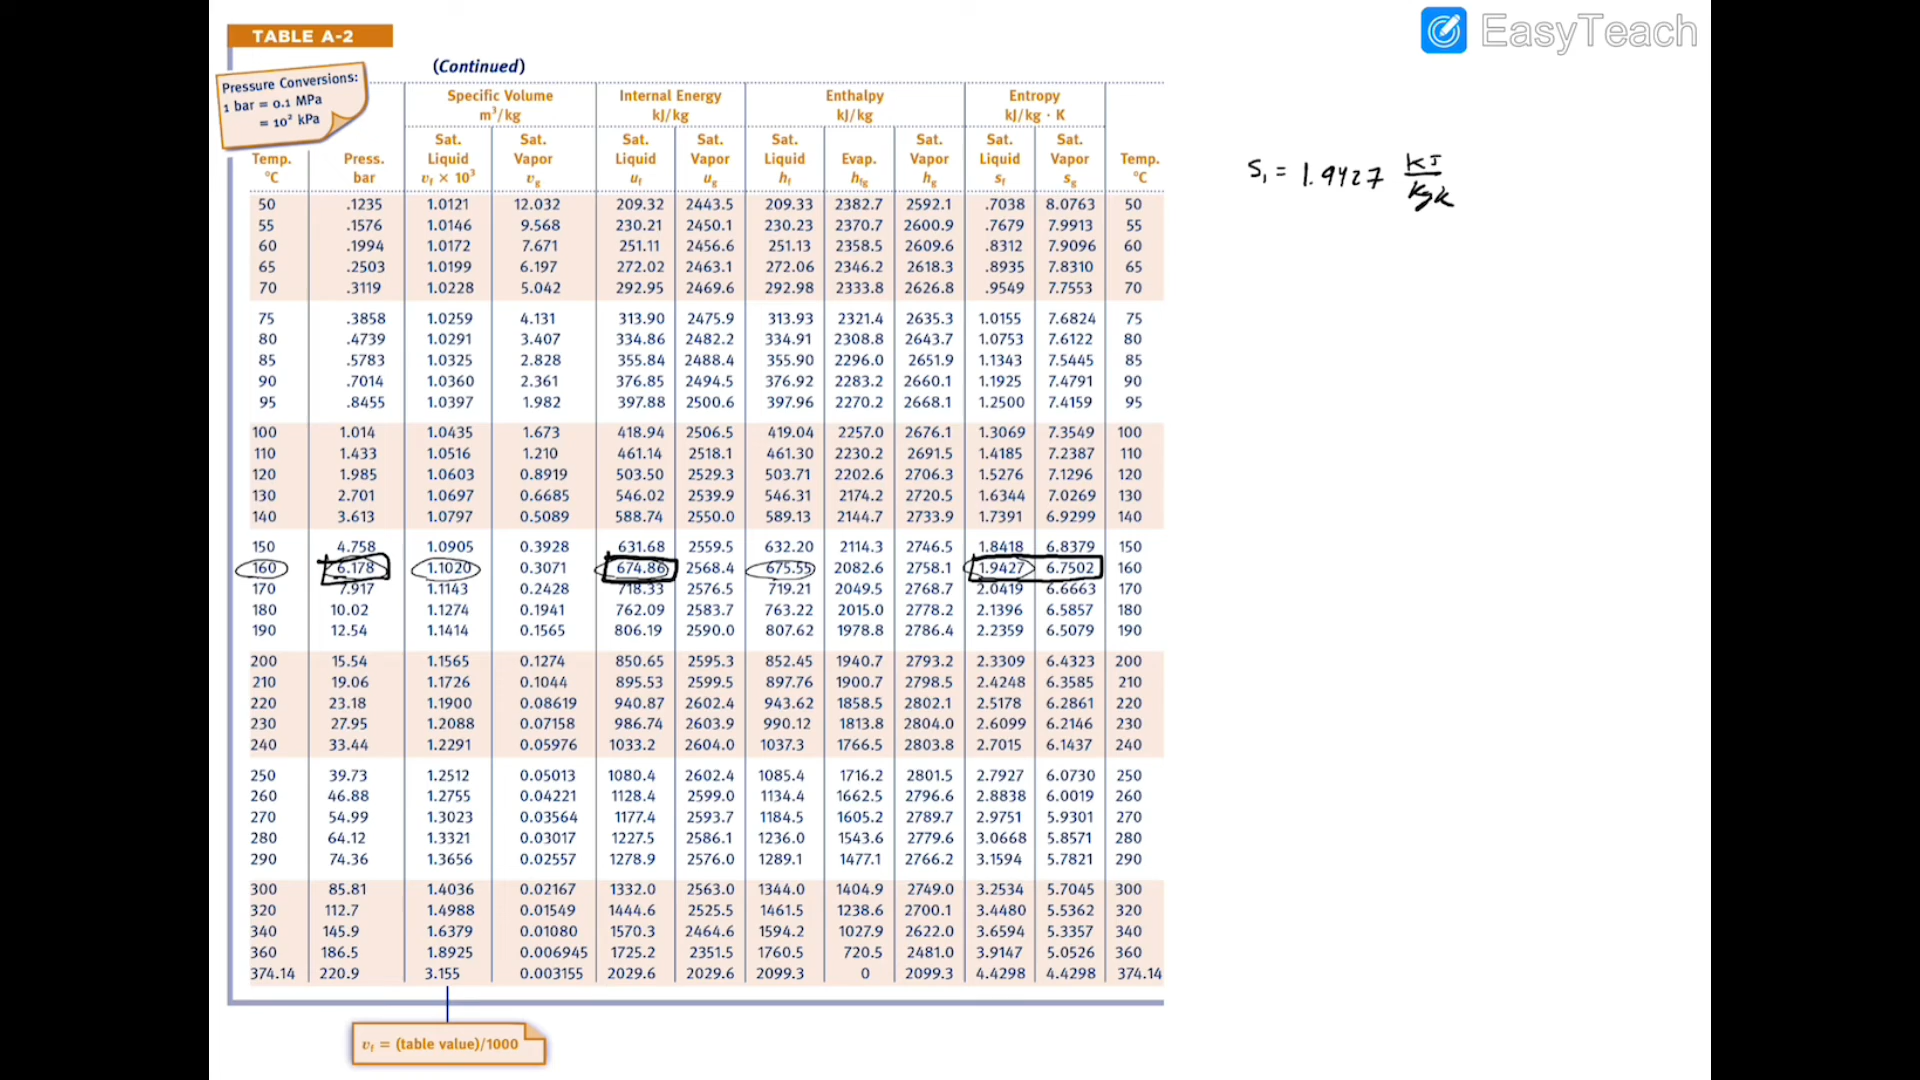 EasyTeach
TABLE A-2
(Continued)
Pressure Conversions:
1 bar = 0.1 MPa
= 10² kPa
Specific Volume Internal Energy Enthalpy Entropy
m³/kg kJ/kg kJ/kg kJ/kg · K
Sat. Sat. Sat. Sat. Sat. Sat. Sat. Sat.
Temp. Press. Liquid Vapor Liquid Vapor Liquid Evap. Vapor Liquid Vapor Temp.
°C bar vf × 10³ vg uf ug hf hfg hg sf sg °C
50 .1235 1.0121 12.032 209.32 2443.5 209.33 2382.7 2592.1 .7038 8.0763 50
55 .1576 1.0146 9.568 230.21 2450.1 230.23 2370.7 2600.9 .7679 7.9913 55
60 .1994 1.0172 7.671 251.11 2456.6 251.13 2358.5 2609.6 .8312 7.9096 60
65 .2503 1.0199 6.197 272.02 2463.1 272.06 2346.2 2618.3 .8935 7.8310 65
70 .3119 1.0228 5.042 292.95 2469.6 292.98 2333.8 2626.8 .9549 7.7553 70
75 .3858 1.0259 4.131 313.90 2475.9 313.93 2321.4 2635.3 1.0155 7.6824 75
80 .4739 1.0291 3.407 334.86 2482.2 334.91 2308.8 2643.7 1.0753 7.6122 80
85 .5783 1.0325 2.828 355.84 2488.4 355.90 2296.0 2651.9 1.1343 7.5445 85
90 .7014 1.0360 2.361 376.85 2494.5 376.92 2283.2 2660.1 1.1925 7.4791 90
95 .8455 1.0397 1.982 397.88 2500.6 397.96 2270.2 2668.1 1.2500 7.4159 95
100 1.014 1.0435 1.673 418.94 2506.5 419.04 2257.0 2676.1 1.3069 7.3549 100
110 1.433 1.0516 1.210 461.14 2518.1 461.30 2230.2 2691.5 1.4185 7.2387 110
120 1.985 1.0603 0.8919 503.50 2529.3 503.71 2202.6 2706.3 1.5276 7.1296 120
130 2.701 1.0697 0.6685 546.02 2539.9 546.31 2174.2 2720.5 1.6344 7.0269 130
140 3.613 1.0797 0.5089 588.74 2550.0 589.13 2144.7 2733.9 1.7391 6.9299 140
150 4.758 1.0905 0.3928 631.68 2559.5 632.20 2114.3 2746.5 1.8418 6.8379 150
160 6.178 1.1020 0.3071 674.86 2568.4 675.55 2082.6 2758.1 1.9427 6.7502 160
170 7.917 1.1143 0.2428 718.33 2576.5 719.21 2049.5 2768.7 2.0419 6.6663 170
180 10.02 1.1274 0.1941 762.09 2583.7 763.22 2015.0 2778.2 2.1396 6.5857 180
190 12.54 1.1414 0.1565 806.19 2590.0 807.62 1978.8 2786.4 2.2359 6.5079 190
200 15.54 1.1565 0.1274 850.65 2595.3 852.45 1940.7 2793.2 2.3309 6.4323 200
210 19.06 1.1726 0.1044 895.53 2599.5 897.76 1900.7 2798.5 2.4248 6.3585 210
220 23.18 1.1900 0.08619 940.87 2602.4 943.62 1858.5 2802.1 2.5178 6.2861 220
230 27.95 1.2088 0.07158 986.74 2603.9 990.12 1813.8 2804.0 2.6099 6.2146 230
240 33.44 1.2291 0.05976 1033.2 2604.0 1037.3 1766.5 2803.8 2.7015 6.1437 240
250 39.73 1.2512 0.05013 1080.4 2602.4 1085.4 1716.2 2801.5 2.7927 6.0730 250
260 46.88 1.2755 0.04221 1128.4 2599.0 1134.4 1662.5 2796.6 2.8838 6.0019 260
270 54.99 1.3023 0.03564 1177.4 2593.7 1184.5 1605.2 2789.7 2.9751 5.9301 270
280 64.12 1.3321 0.03017 1227.5 2586.1 1236.0 1543.6 2779.6 3.0668 5.8571 280
290 74.36 1.3656 0.02557 1278.9 2576.0 1289.1 1477.1 2766.2 3.1594 5.7821 290
300 85.81 1.4036 0.02167 1332.0 2563.0 1344.0 1404.9 2749.0 3.2534 5.7045 300
320 112.7 1.4988 0.01549 1444.6 2525.5 1461.5 1238.6 2700.1 3.4480 5.5362 320
340 145.9 1.6379 0.01080 1570.3 2464.6 1594.2 1027.9 2622.0 3.6594 5.3357 340
360 186.5 1.8925 0.006945 1725.2 2351.5 1760.5 720.5 2481.0 3.9147 5.0526 360
374.14 220.9 3.155 0.003155 2029.6 2029.6 2099.3 0 2099.3 4.4298 4.4298 374.14
vf = (table value)/1000
S₁ = 1.9427 kJ/kgK